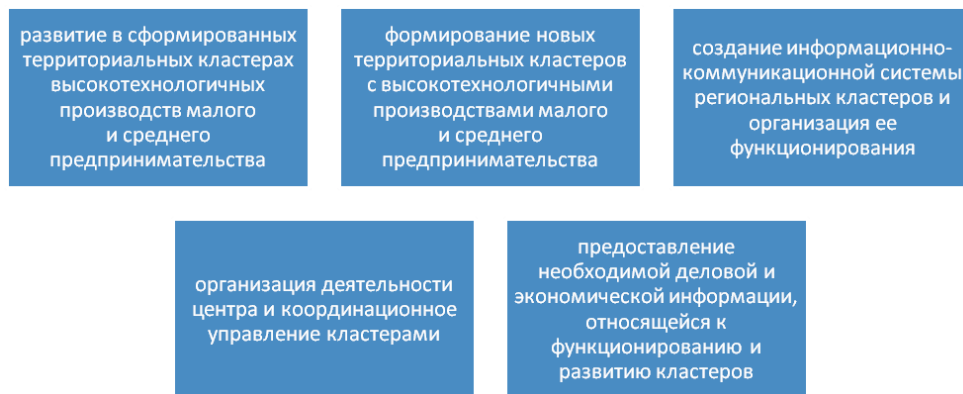 развитие в сформированных
территориальных кластерах
высокотехнологичных
производств малого
и среднего
предпринимательства
формирование новых
территориальных кластеров
с высокотехнологичными
производствами малого
и среднего
предпринимательства
создание информационно-
коммуникационной системы
региональных кластеров и
организация ее
функционирования
организация деятельности
центра и координационное
управление кластерами
предоставление
необходимой деловой и
экономической информации,
относящейся к
функционированию и
развитию кластеров